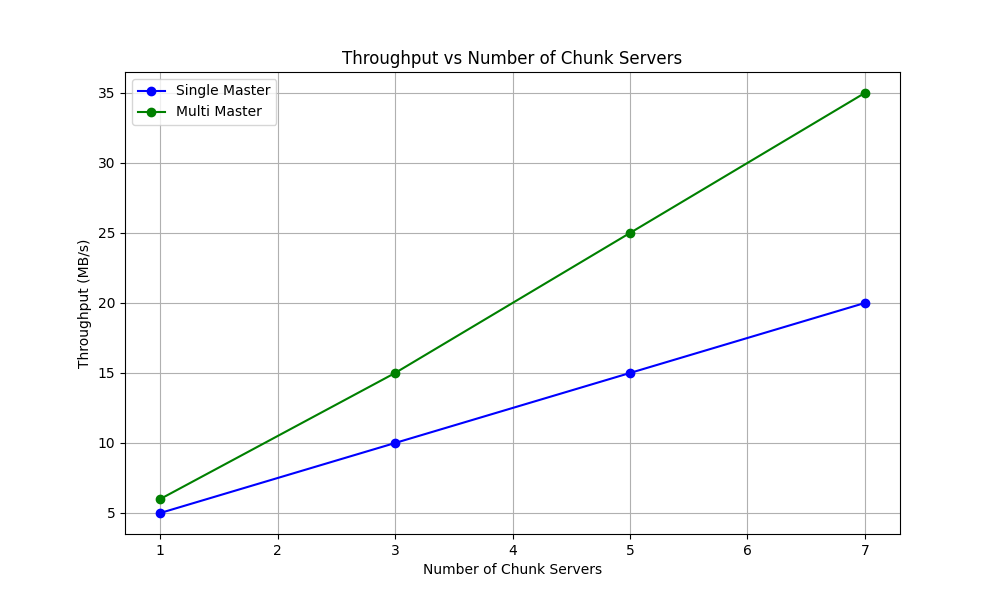 Throughput vs Number of Chunk Servers
Single Master
Multi Master
35
30
25
20
15
10
5
Throughput (MB/s)
1 2 3 4 5 6 7
Number of Chunk Servers